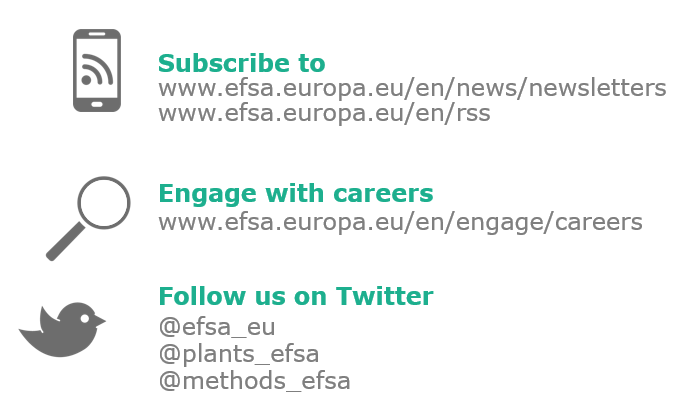 Subscribe to
www.efsa.europa.eu/en/news/newsletters
www.efsa.europa.eu/en/rss
Engage with careers
www.efsa.europa.eu/en/engage/careers
Follow us on Twitter
@efsa_eu
@plants_efsa
@methods_efsa